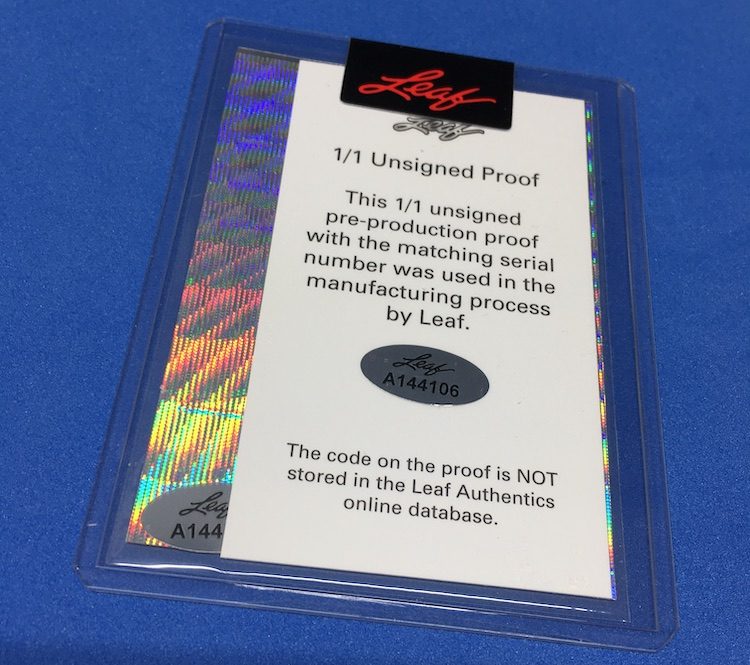 Leaf
Leaf
1/1 Unsigned Proof
This 1/1 unsigned
pre-production proof
with the matching serial
number was used in the
manufacturing process
by Leaf.
Leaf
A144106
The code on the proof is NOT
stored in the Leaf Authentics
online database.
Leaf
A144